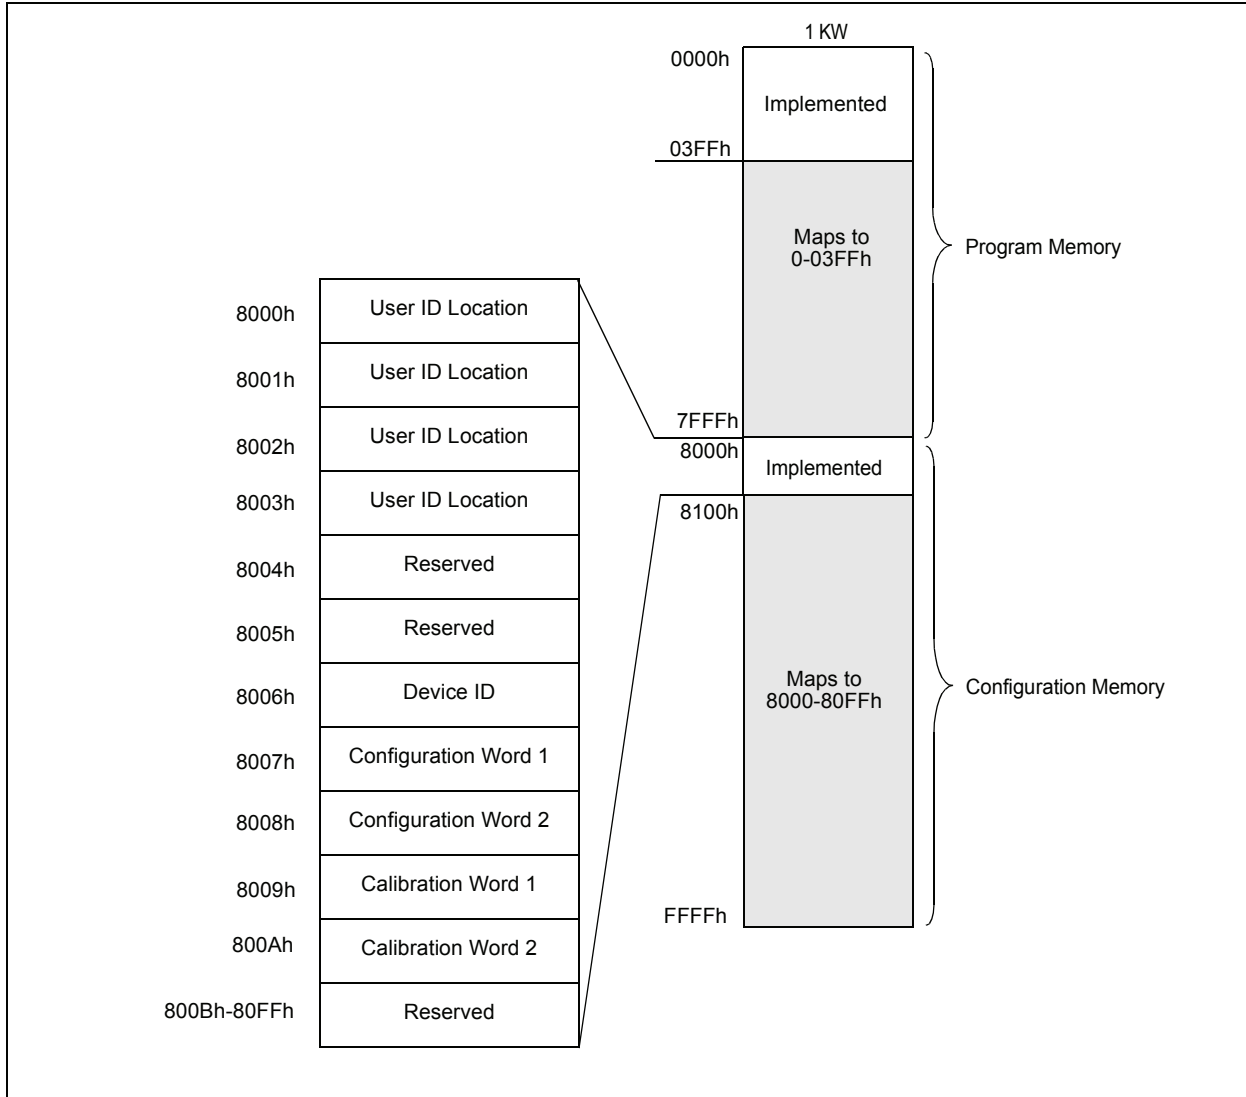 1 KW
0000h
Implemented
03FFh
Maps to
0-03FFh
Program Memory
7FFFh
8000h
Implemented
8100h
Maps to
8000-80FFh
Configuration Memory
FFFFh
8000h
User ID Location
8001h
User ID Location
8002h
User ID Location
8003h
User ID Location
8004h
Reserved
8005h
Reserved
8006h
Device ID
8007h
Configuration Word 1
8008h
Configuration Word 2
8009h
Calibration Word 1
800Ah
Calibration Word 2
800Bh-80FFh
Reserved